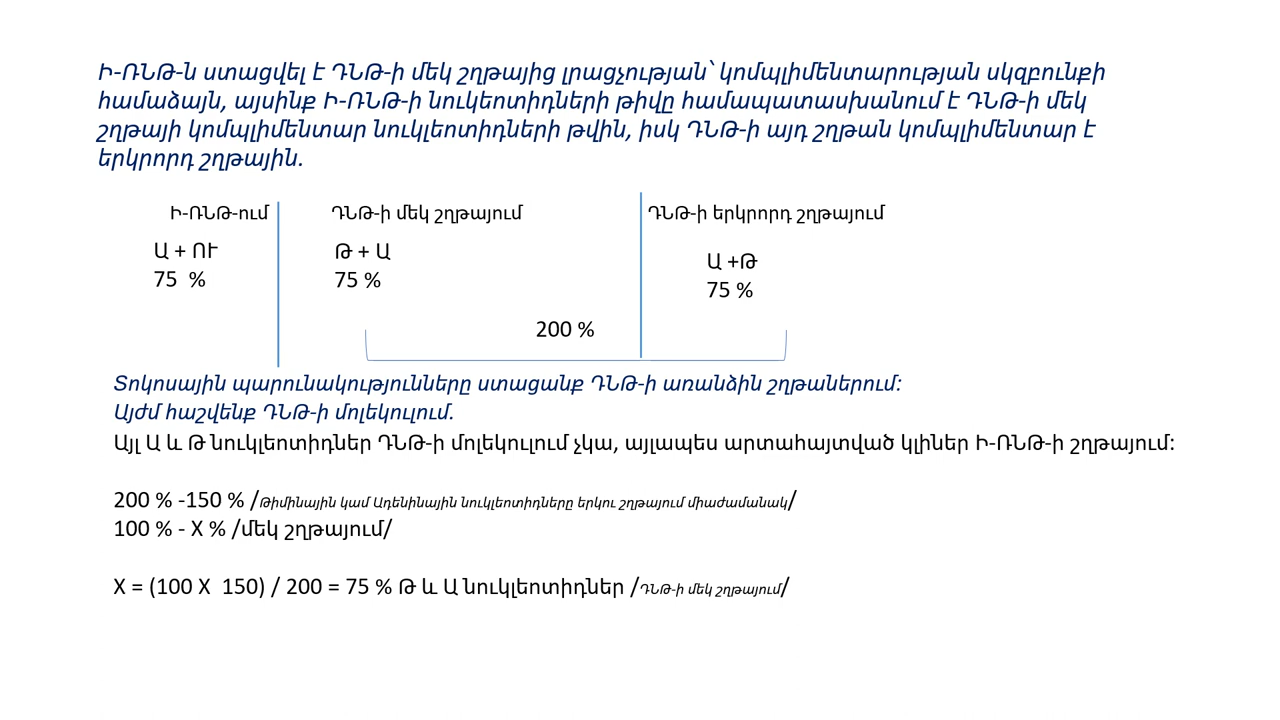 Ի-ՌՆԹ-ն ստացվել է ԴՆԹ-ի մեկ շղթայից լրացչության՝ կոմպլիմենտարության սկզբունքի
համաձայն, այսինք Ի-ՌՆԹ-ի նուկեոտիդների թիվը համապատասխանում է ԴՆԹ-ի մեկ
շղթայի կոմպլիմենտար նուկլեոտիդների թվին, իսկ ԴՆԹ-ի այդ շղթան կոմպլիմենտար է
երկրորդ շղթային.
Ի-ՌՆԹ-ում
Ա + ՈՒ
75 %
ԴՆԹ-ի մեկ շղթայում
Թ + Ա
75 %
ԴՆԹ-ի երկրորդ շղթայում
Ա +Թ
75 %
200 %
Տոկոսային պարունակությունները ստացանք ԴՆԹ-ի առանձին շղթաներում:
Այժմ հաշվենք ԴՆԹ-ի մոլեկուլում.
Այլ Ա և Թ նուկլեոտիդներ ԴՆԹ-ի մոլեկուլում չկա, այլապես արտահայտված կլիներ Ի-ՌՆԹ-ի շղթայում:
200 % -150 % /Թիմինային կամ Ադենինային նուկլեոտիդները երկու շղթայում միաժամանակ/
100 % - X % /մեկ շղթայում/
X = (100 X 150) / 200 = 75 % Թ և Ա նուկլեոտիդներ /ԴՆԹ-ի մեկ շղթայում/